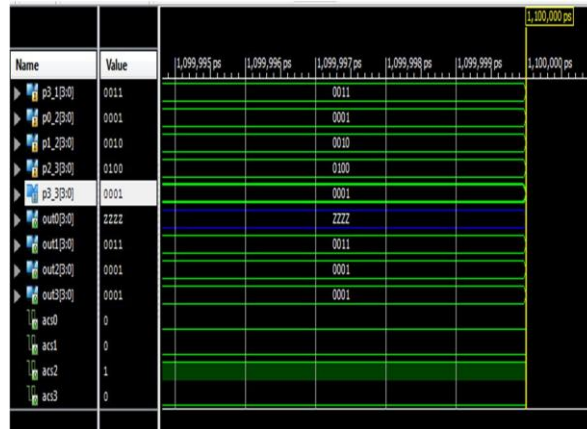 1,100,000 ps
Name Value 1,099,995 ps 1,099,996 ps 1,099,997 ps 1,099,998 ps 1,099,999 ps 1,100,000 ps
p3_1[3:0] 0011 0011
p0_2[3:0] 0001 0001
p1_2[3:0] 0010 0010
p2_3[3:0] 0100 0100
p3_3[3:0] 0001 0001
out0[3:0] ZZZZ ZZZZ
out1[3:0] 0011 0011
out2[3:0] 0001 0001
out3[3:0] 0001 0001
acs0 0
acs1 0
acs2 1
acs3 0